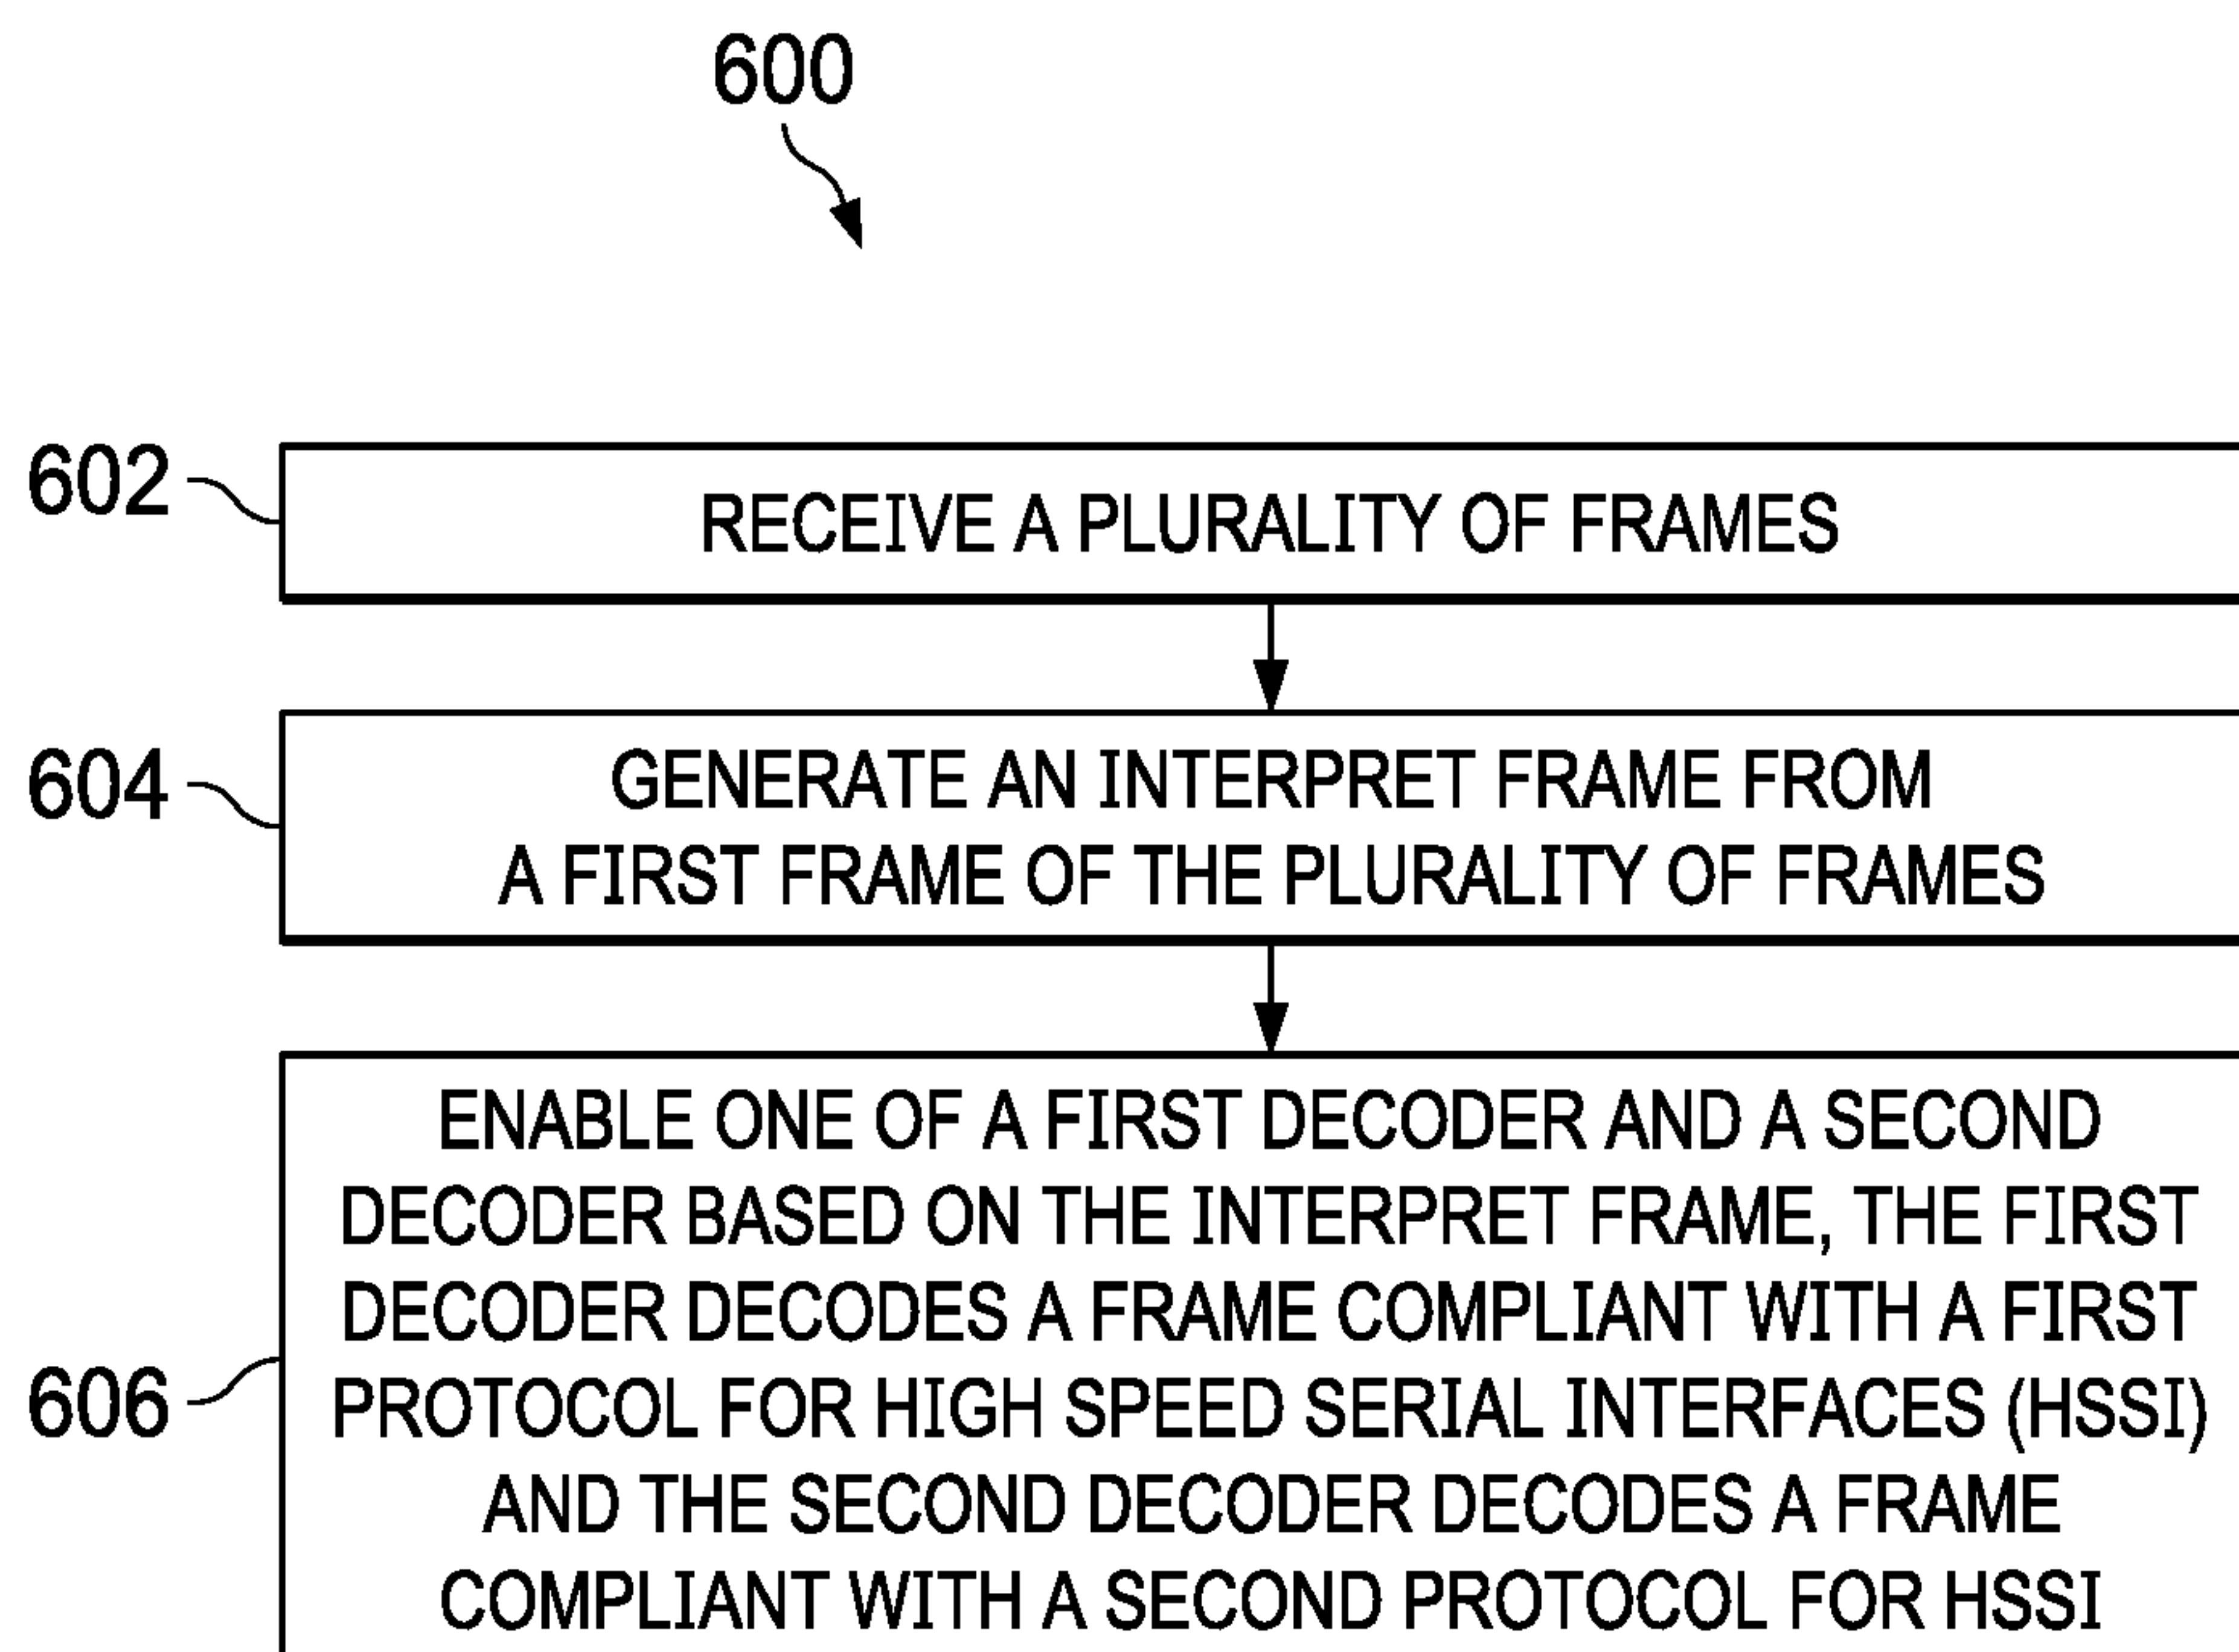 600
602
RECEIVE A PLURALITY OF FRAMES
604
GENERATE AN INTERPRET FRAME FROM
A FIRST FRAME OF THE PLURALITY OF FRAMES
606
ENABLE ONE OF A FIRST DECODER AND A SECOND
DECODER BASED ON THE INTERPRET FRAME, THE FIRST
DECODER DECODES A FRAME COMPLIANT WITH A FIRST
PROTOCOL FOR HIGH SPEED SERIAL INTERFACES (HSSI)
AND THE SECOND DECODER DECODES A FRAME
COMPLIANT WITH A SECOND PROTOCOL FOR HSSI